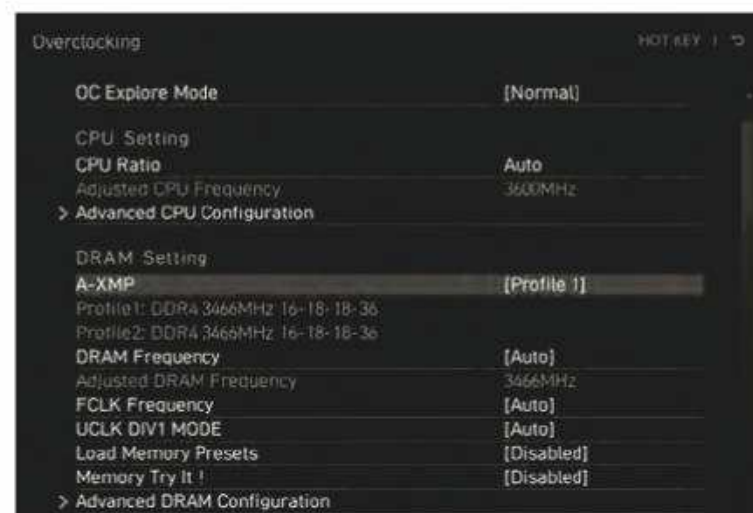 Overclocking HOT KEY | ⮌
OC Explore Mode [Normal]
CPU Setting
CPU Ratio Auto
Adjusted CPU Frequency 3600MHz
> Advanced CPU Configuration
DRAM Setting
A-XMP [Profile 1]
Profile1: DDR4 3466MHz 16-18-18-36
Profile2: DDR4 3466MHz 16-18-18-36
DRAM Frequency [Auto]
Adjusted DRAM Frequency 3466MHz
FCLK Frequency [Auto]
UCLK DIV1 MODE [Auto]
Load Memory Presets [Disabled]
Memory Try It ! [Disabled]
> Advanced DRAM Configuration